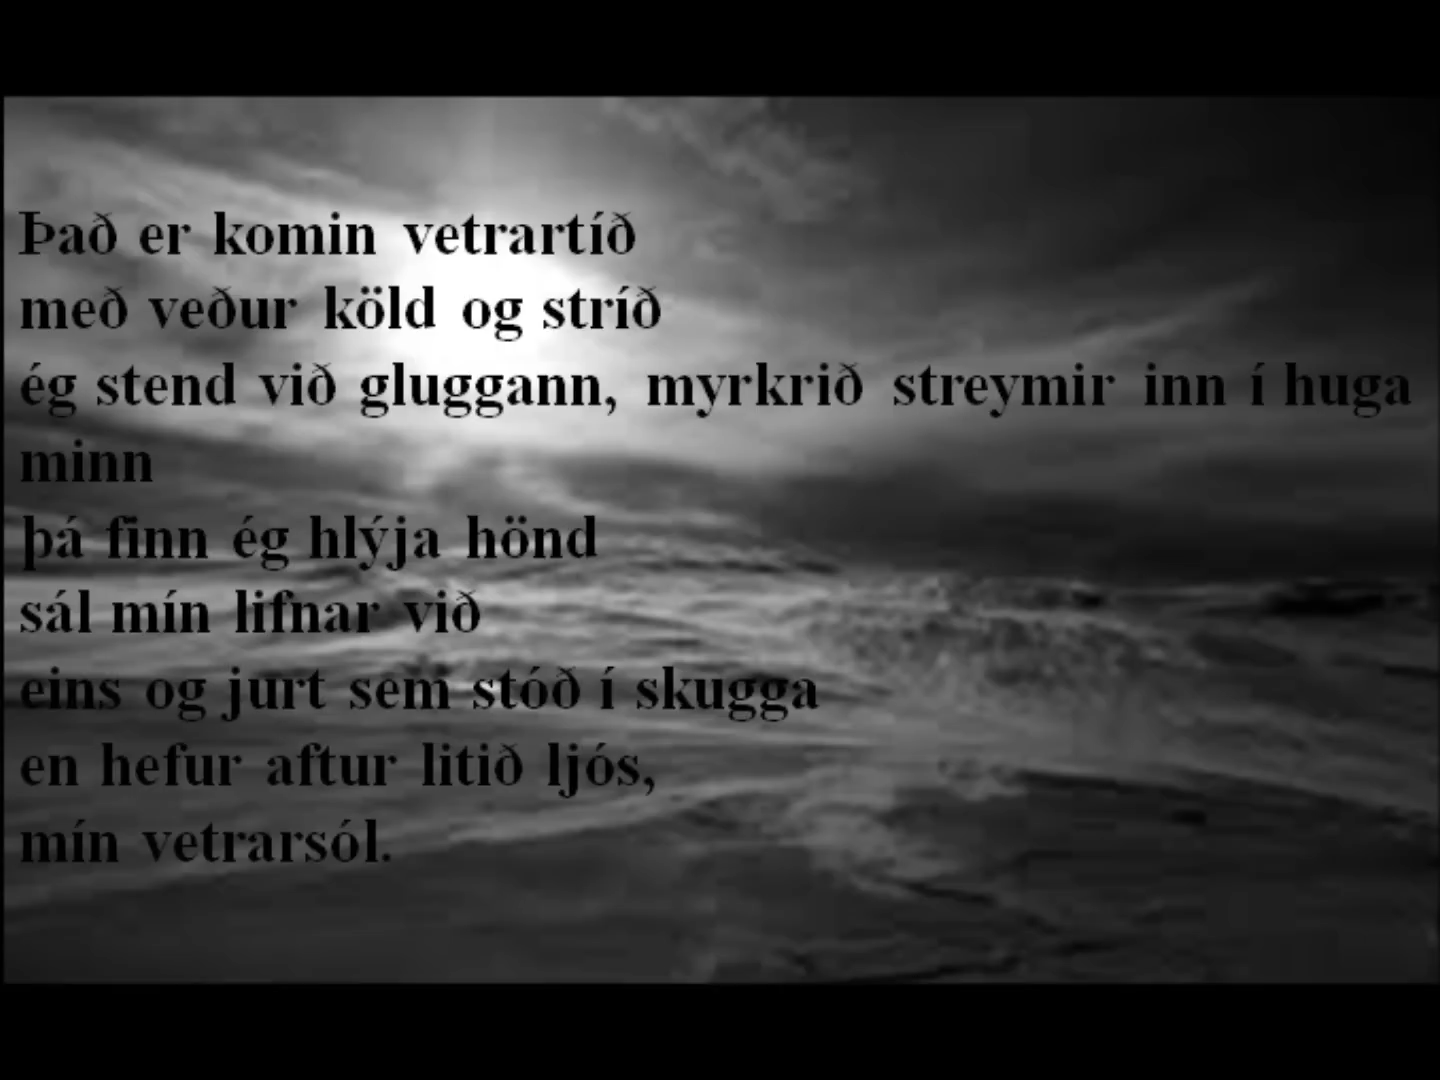 Það er komin vetrartíð
með veður köld og stríð
ég stend við gluggann, myrkrið streymir inn í huga
minn
þá finn ég hlýja hönd
sál mín lifnar við
eins og jurt sem stóð í skugga
en hefur aftur litið ljós,
mín vetrarsól.